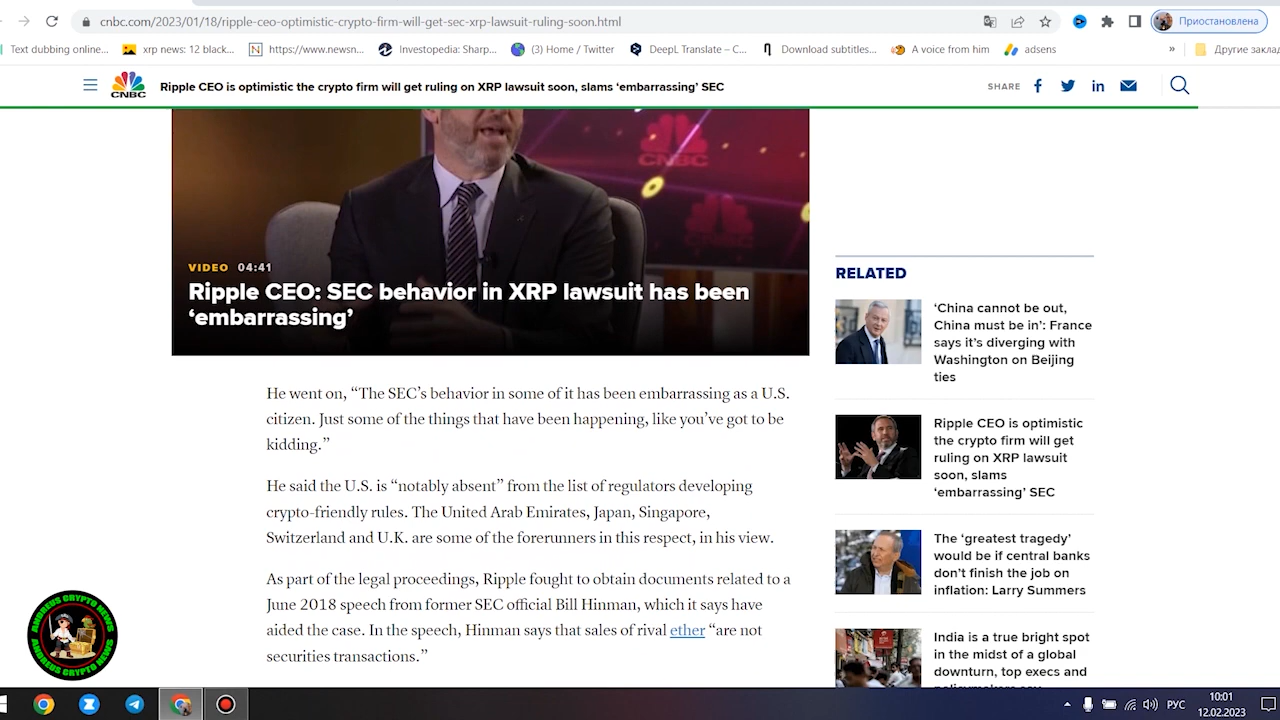 cnbc.com/2023/01/18/ripple-ceo-optimistic-crypto-firm-will-get-sec-xrp-lawsuit-ruling-soon.html
Приостановлена
Text dubbing online...
xrp news: 12 black...
https://www.newsn...
Investopedia: Sharp...
(3) Home / Twitter
DeepL Translate – C...
Download subtitles...
A voice from him
adsens
»
Другие закла
CNBC
Ripple CEO is optimistic the crypto firm will get ruling on XRP lawsuit soon, slams ‘embarrassing’ SEC
SHARE
CNBC
VIDEO 04:41
Ripple CEO: SEC behavior in XRP lawsuit has been
‘embarrassing’
He went on, “The SEC’s behavior in some of it has been embarrassing as a U.S.
citizen. Just some of the things that have been happening, like you’ve got to be
kidding.”
He said the U.S. is “notably absent” from the list of regulators developing
crypto-friendly rules. The United Arab Emirates, Japan, Singapore,
Switzerland and U.K. are some of the forerunners in this respect, in his view.
As part of the legal proceedings, Ripple fought to obtain documents related to a
June 2018 speech from former SEC official Bill Hinman, which it says have
aided the case. In the speech, Hinman says that sales of rival ether “are not
securities transactions.”
RELATED
‘China cannot be out,
China must be in’: France
says it’s diverging with
Washington on Beijing
ties
Ripple CEO is optimistic
the crypto firm will get
ruling on XRP lawsuit
soon, slams
‘embarrassing’ SEC
The ‘greatest tragedy’
would be if central banks
don’t finish the job on
inflation: Larry Summers
India is a true bright spot
in the midst of a global
downturn, top execs and
policymakers say
ANDREUS CRYPTO NEWS
ANDREUS CRYPTO NEWS
РУС
10:01
12.02.2023